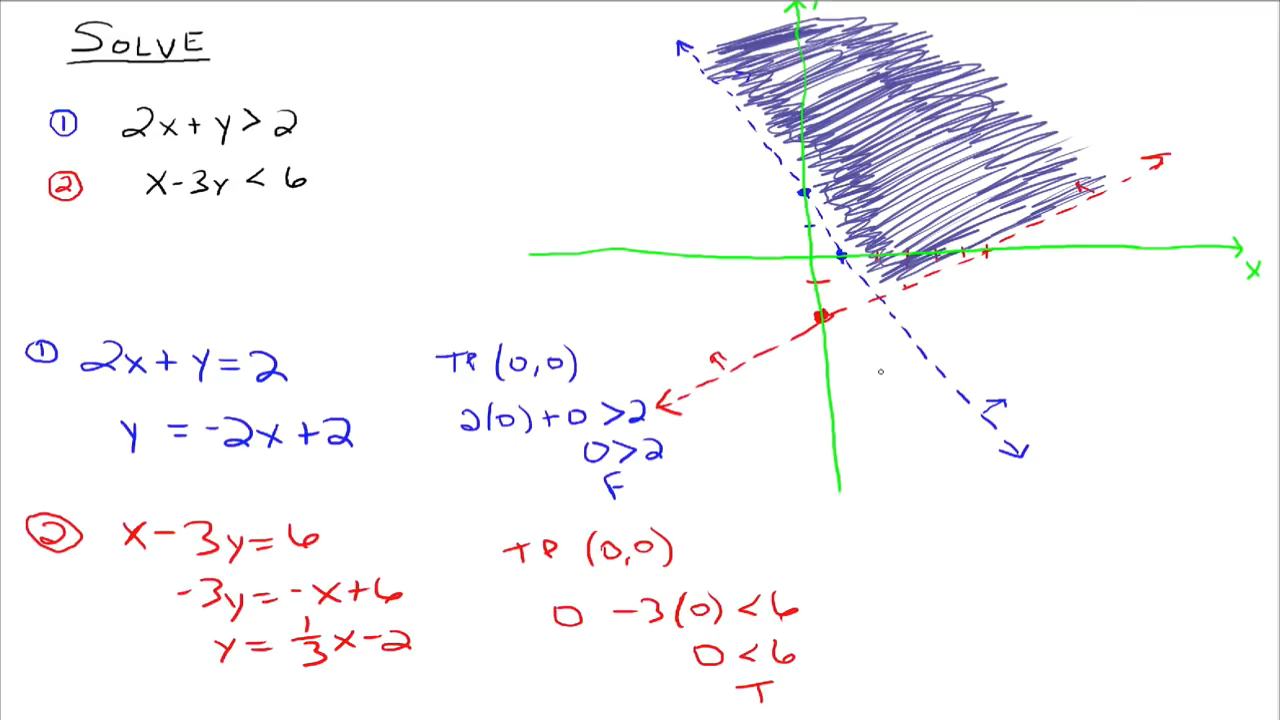 SOLVE
① 2x + y > 2
② x - 3y < 6
x
① 2x + y = 2
y = -2x + 2
TP (0,0)
2(0) + 0 > 2
0 > 2
F
② x - 3y = 6
-3y = -x + 6
y = 1/3 x - 2
TP (0,0)
0 - 3(0) < 6
0 < 6
T